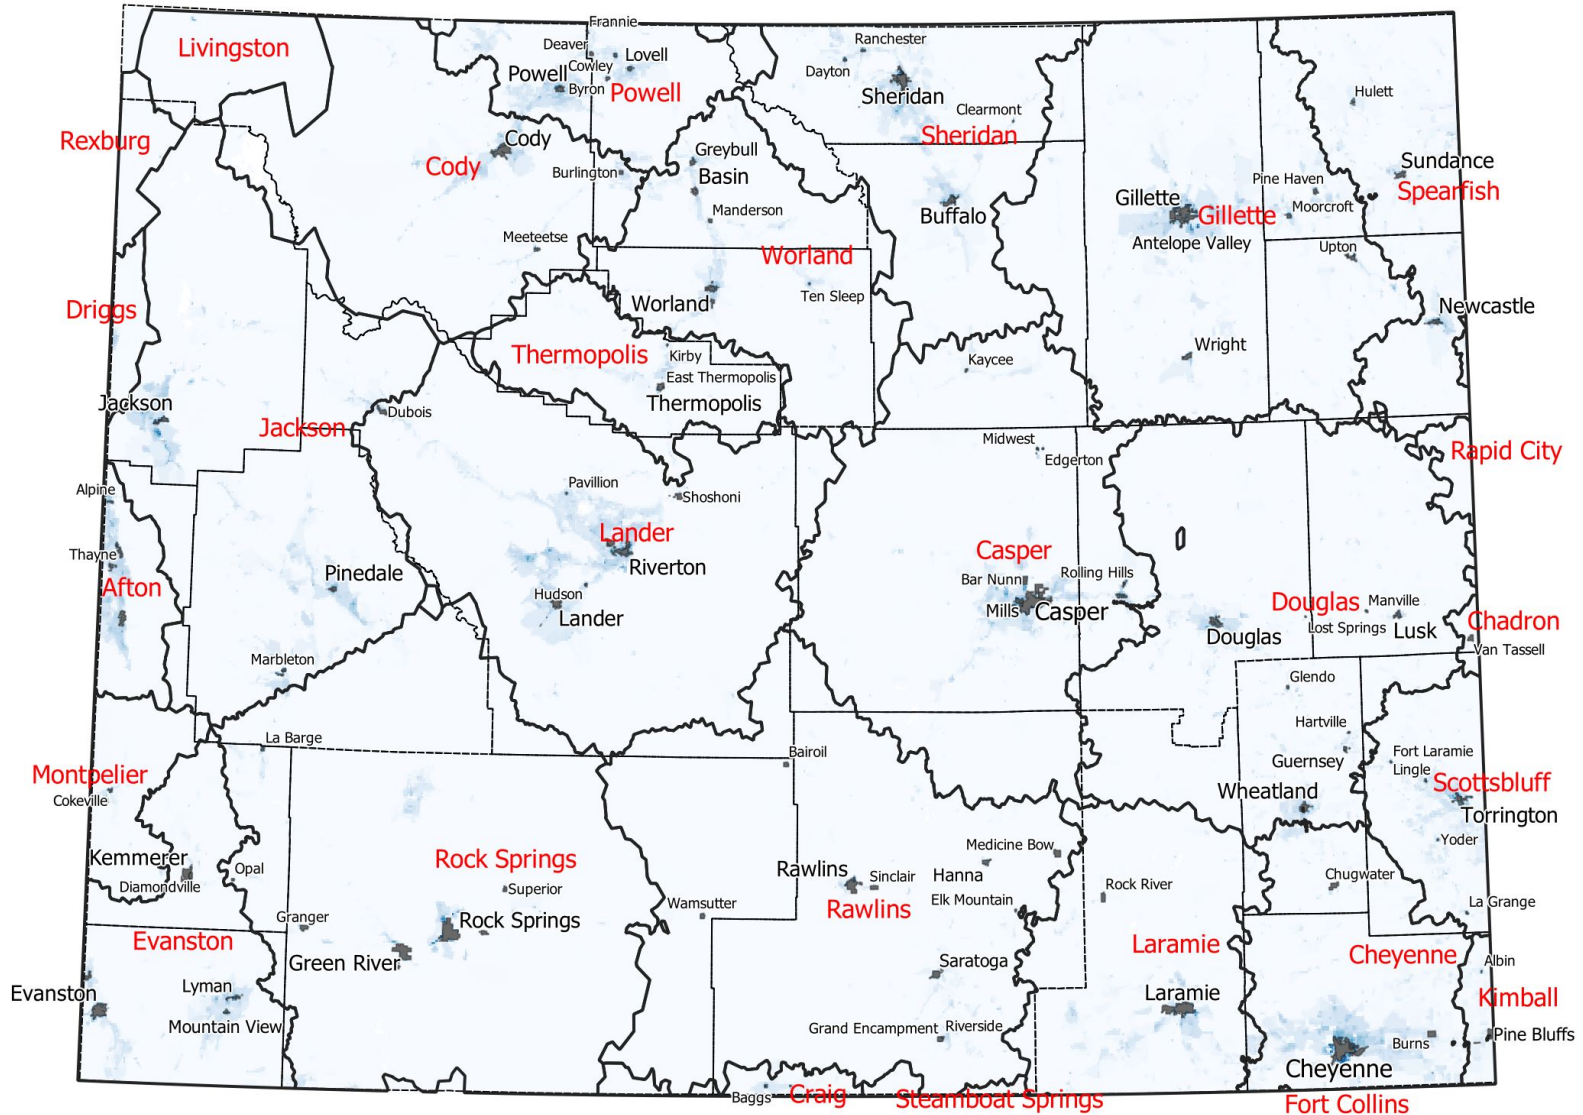 Frannie
Livingston
Deaver
Lovell
Ranchester
Cowley
Dayton
Powell
Byron
Powell
Sheridan
Hulett
Clearmont
Rexburg
Cody
Sheridan
Greybull
Cody
Sundance
Burlington
Basin
Pine Haven
Spearfish
Gillette
Manderson
Buffalo
Gillette
Moorcroft
Meeteetse
Antelope Valley
Upton
Worland
Worland
Ten Sleep
Driggs
Newcastle
Thermopolis
Kirby
Wright
Kaycee
East Thermopolis
Jackson
Dubois
Thermopolis
Jackson
Midwest
Rapid City
Edgerton
Alpine
Pavillion
Shoshoni
Lander
Thayne
Casper
Riverton
Pinedale
Bar Nunn
Rolling Hills
Afton
Hudson
Mills
Casper
Douglas
Manville
Lander
Lost Springs
Lusk
Chadron
Douglas
Van Tassell
Marbleton
Glendo
Hartville
La Barge
Bairoil
Fort Laramie
Guernsey
Lingle
Montpelier
Scottsbluff
Cokeville
Wheatland
Torrington
Yoder
Kemmerer
Rock Springs
Medicine Bow
Opal
Rawlins
Sinclair
Hanna
Chugwater
Diamondville
Superior
Rock River
Wamsutter
Rawlins
Elk Mountain
La Grange
Granger
Rock Springs
Evanston
Laramie
Cheyenne
Green River
Saratoga
Albin
Evanston
Lyman
Laramie
Kimball
Mountain View
Grand Encampment
Riverside
Burns
Pine Bluffs
Cheyenne
Baggs
Craig
Steamboat Springs
Fort Collins